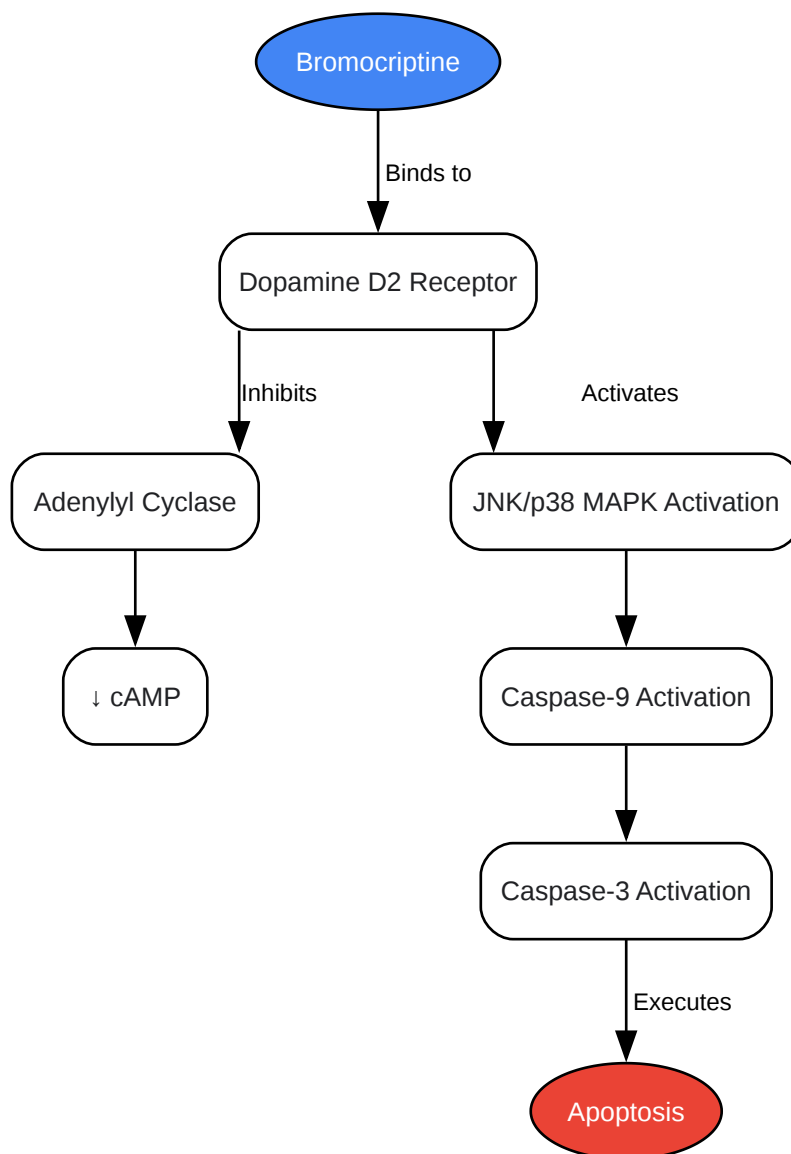 Bromocriptine
Binds to
Dopamine D2 Receptor
Inhibits
Activates
Adenylyl Cyclase
JNK/p38 MAPK Activation
↓ cAMP
Caspase-9 Activation
Caspase-3 Activation
Executes
Apoptosis